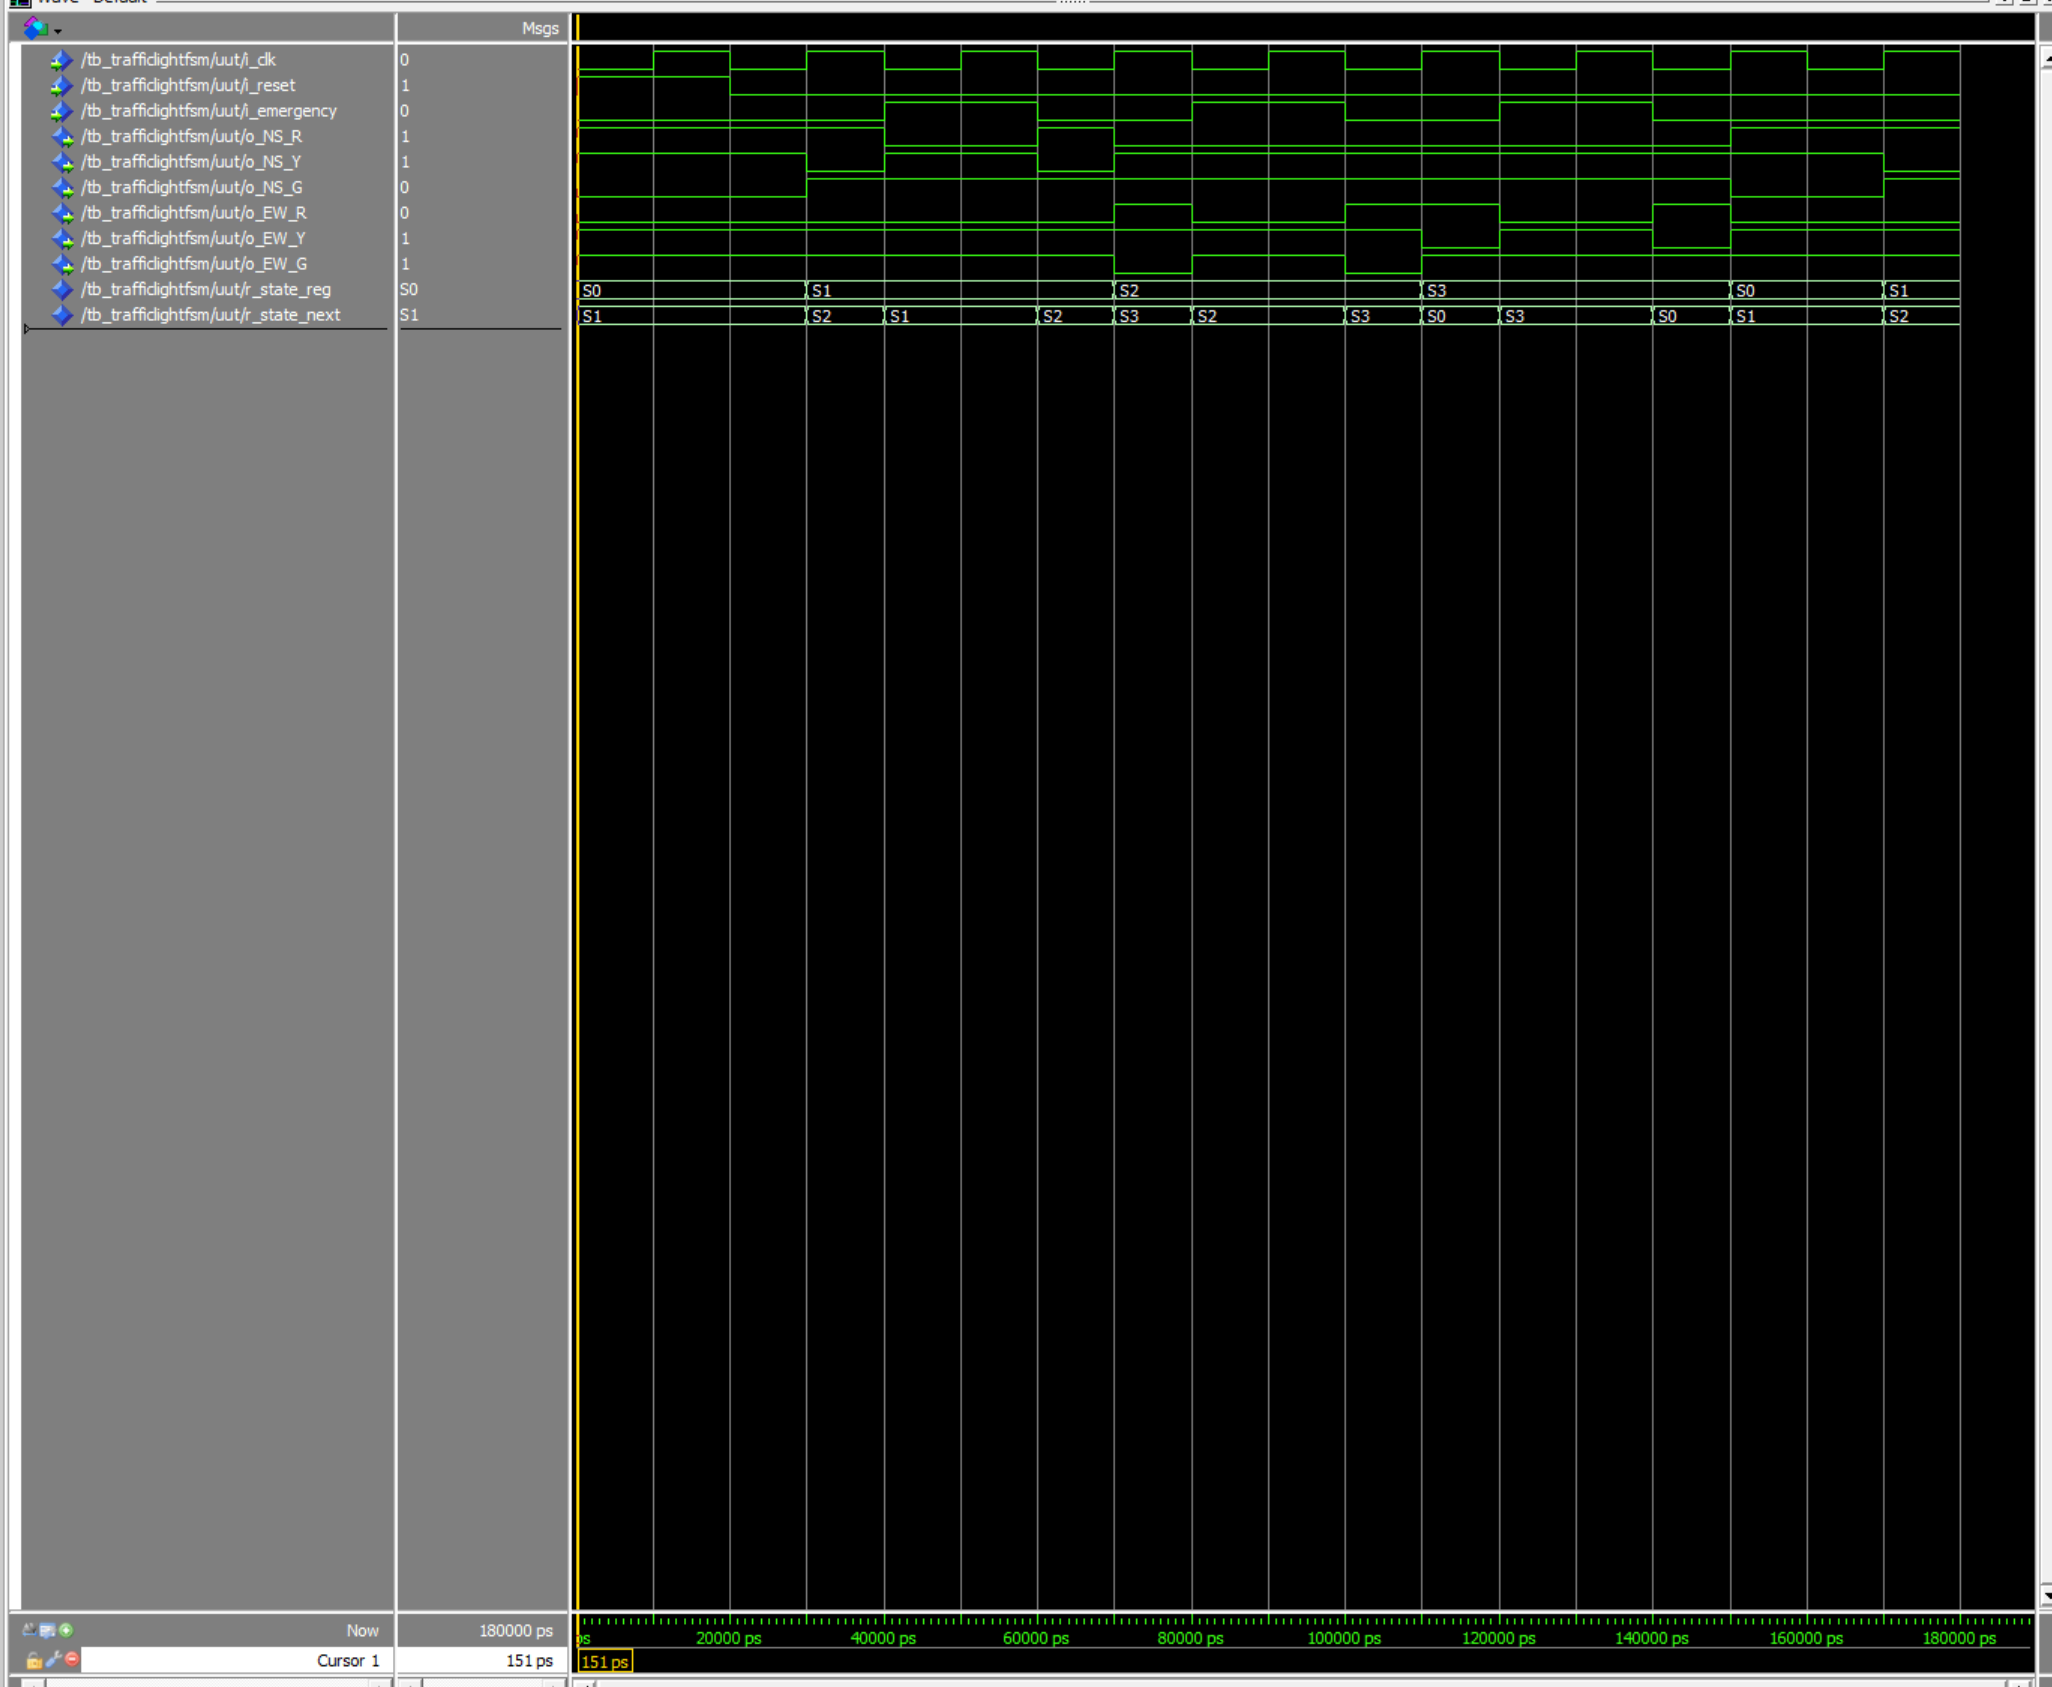 Wave - Default
Msgs
/tb_trafficlightfsm/uut/i_clk 0
/tb_trafficlightfsm/uut/i_reset 1
/tb_trafficlightfsm/uut/i_emergency 0
/tb_trafficlightfsm/uut/o_NS_R 1
/tb_trafficlightfsm/uut/o_NS_Y 1
/tb_trafficlightfsm/uut/o_NS_G 0
/tb_trafficlightfsm/uut/o_EW_R 0
/tb_trafficlightfsm/uut/o_EW_Y 1
/tb_trafficlightfsm/uut/o_EW_G 1
/tb_trafficlightfsm/uut/r_state_reg S0 S0 S1 S2 S3 S0 S1
/tb_trafficlightfsm/uut/r_state_next S1 S1 S2 S1 S2 S3 S2 S3 S0 S3 S0 S1 S2
Now 180000 ps ps 20000 ps 40000 ps 60000 ps 80000 ps 100000 ps 120000 ps 140000 ps 160000 ps 180000 ps
Cursor 1 151 ps 151 ps